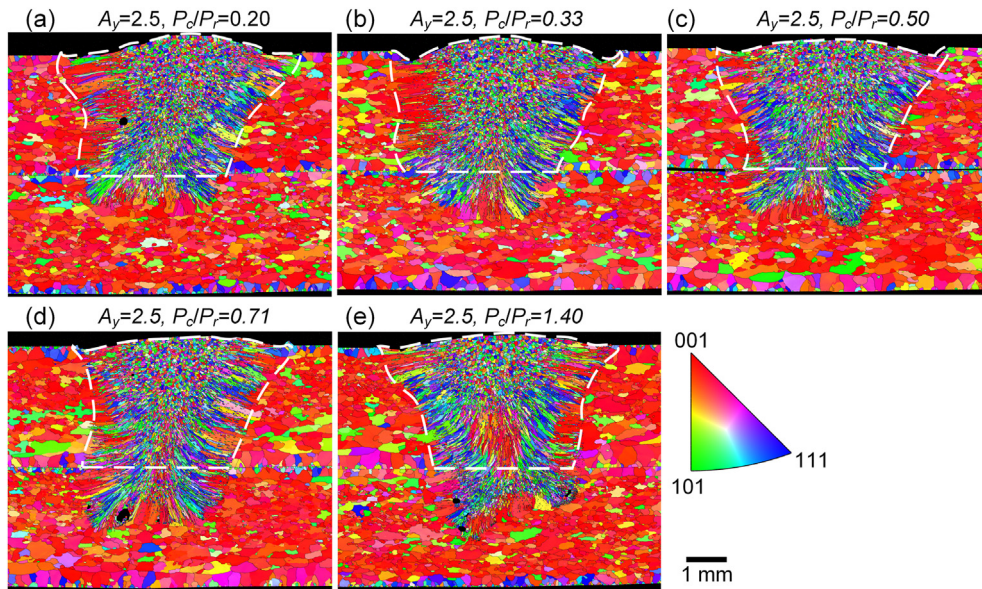 (a) Ay=2.5, Pc/Pr=0.20
(b) Ay=2.5, Pc/Pr=0.33
(c) Ay=2.5, Pc/Pr=0.50
(d) Ay=2.5, Pc/Pr=0.71
(e) Ay=2.5, Pc/Pr=1.40
001
111
101
1 mm